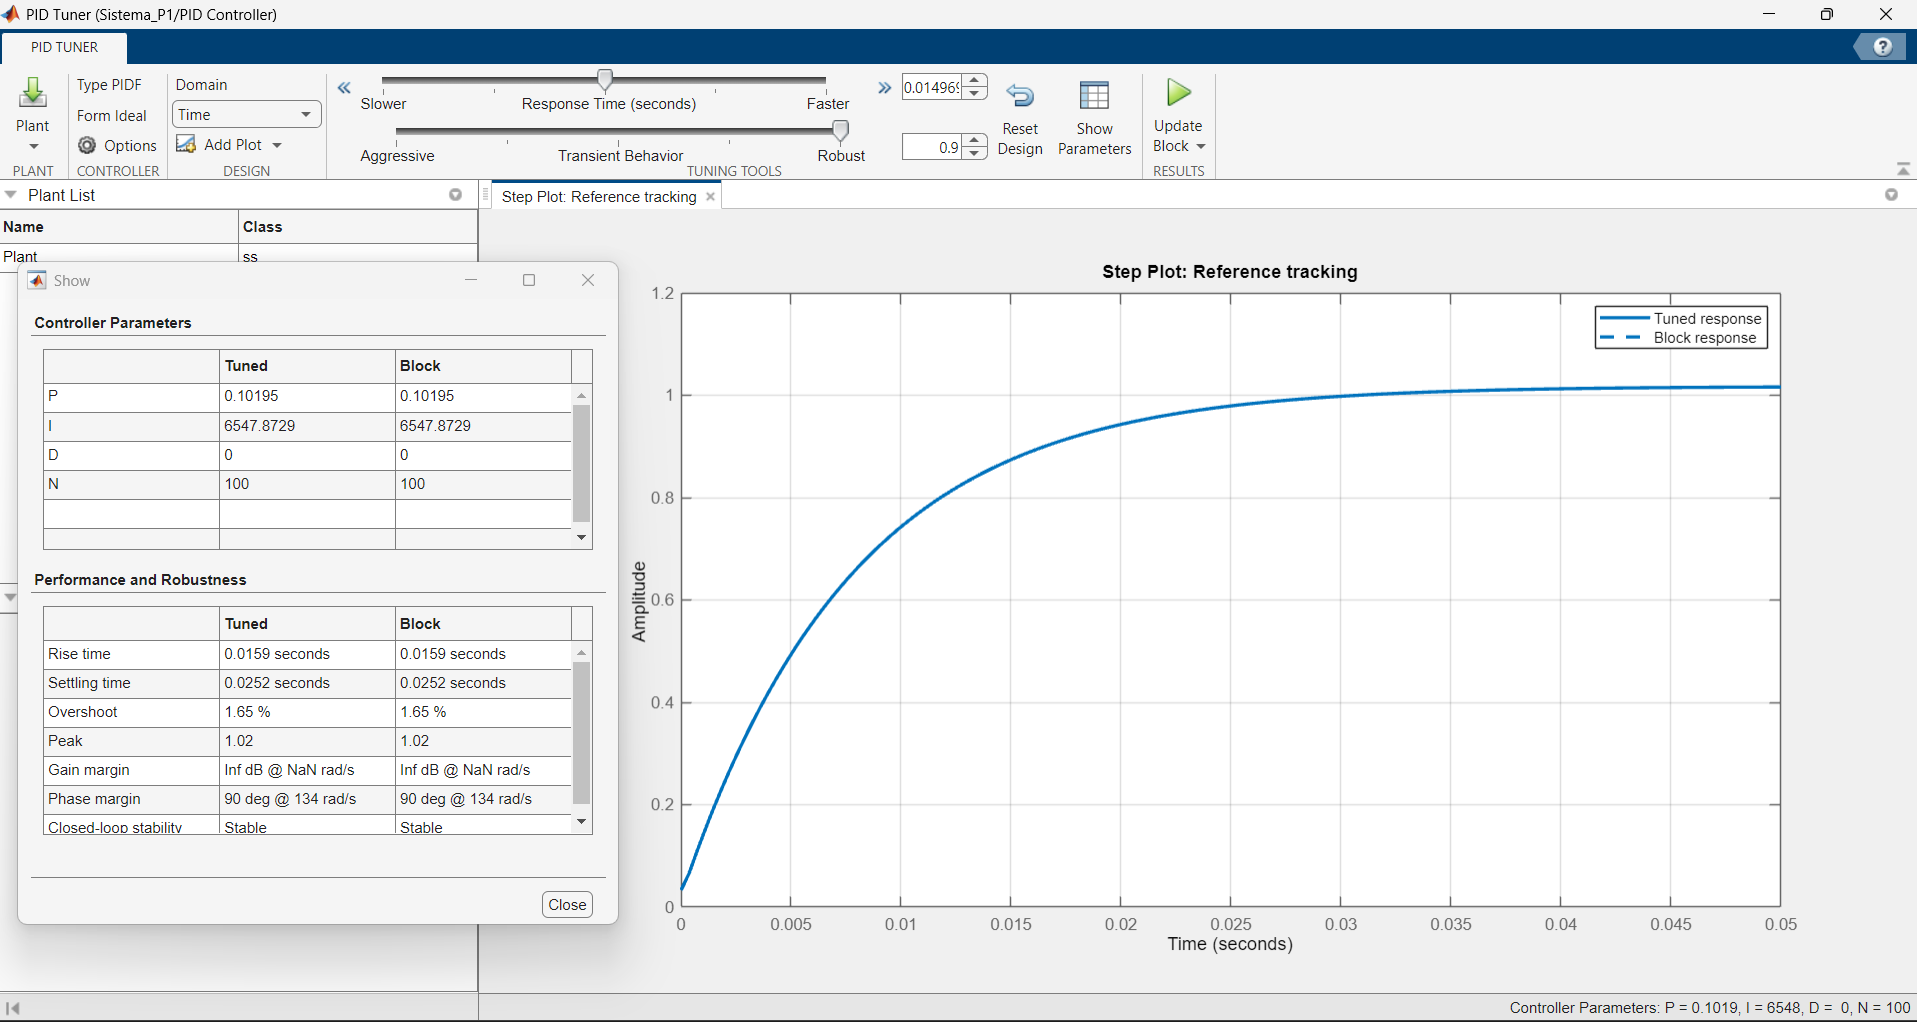 PID Tuner (Sistema_P1/PID Controller)
PID TUNER
Plant
PLANT
Type PIDF
Form Ideal
Options
CONTROLLER
Domain
Time
Add Plot
DESIGN
Slower
Response Time (seconds)
Faster
Aggressive
Transient Behavior
Robust
0.01496
0.9
TUNING TOOLS
Reset
Design
Show
Parameters
Update
Block
RESULTS
Plant List
Name Class
Plant ss
Show
Controller Parameters
Tuned Block
P 0.10195 0.10195
I 6547.8729 6547.8729
D 0 0
N 100 100
Performance and Robustness
Tuned Block
Rise time 0.0159 seconds 0.0159 seconds
Settling time 0.0252 seconds 0.0252 seconds
Overshoot 1.65 % 1.65 %
Peak 1.02 1.02
Gain margin Inf dB @ NaN rad/s Inf dB @ NaN rad/s
Phase margin 90 deg @ 134 rad/s 90 deg @ 134 rad/s
Closed-loop stability Stable Stable
Close
Step Plot: Reference tracking
Step Plot: Reference tracking
Tuned response
Block response
Amplitude
1.2
1
0.8
0.6
0.4
0.2
0
0 0.005 0.01 0.015 0.02 0.025 0.03 0.035 0.04 0.045 0.05
Time (seconds)
Controller Parameters: P = 0.1019, I = 6548, D = 0, N = 100